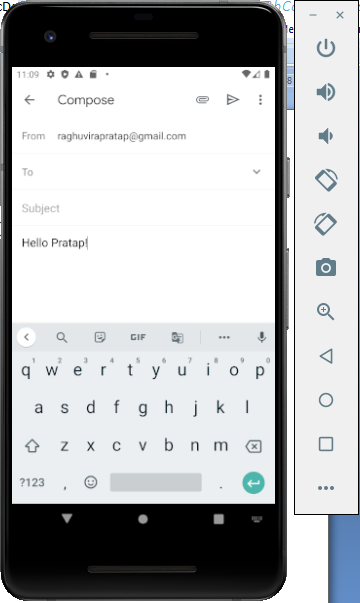 11:09
Compose
From raghuvirapratap@gmail.com
To
Subject
Hello Pratap!
GIF
1 2 3 4 5 6 7 8 9 0
q w e r t y u i o p
a s d f g h j k l
z x c v b n m
?123 , .